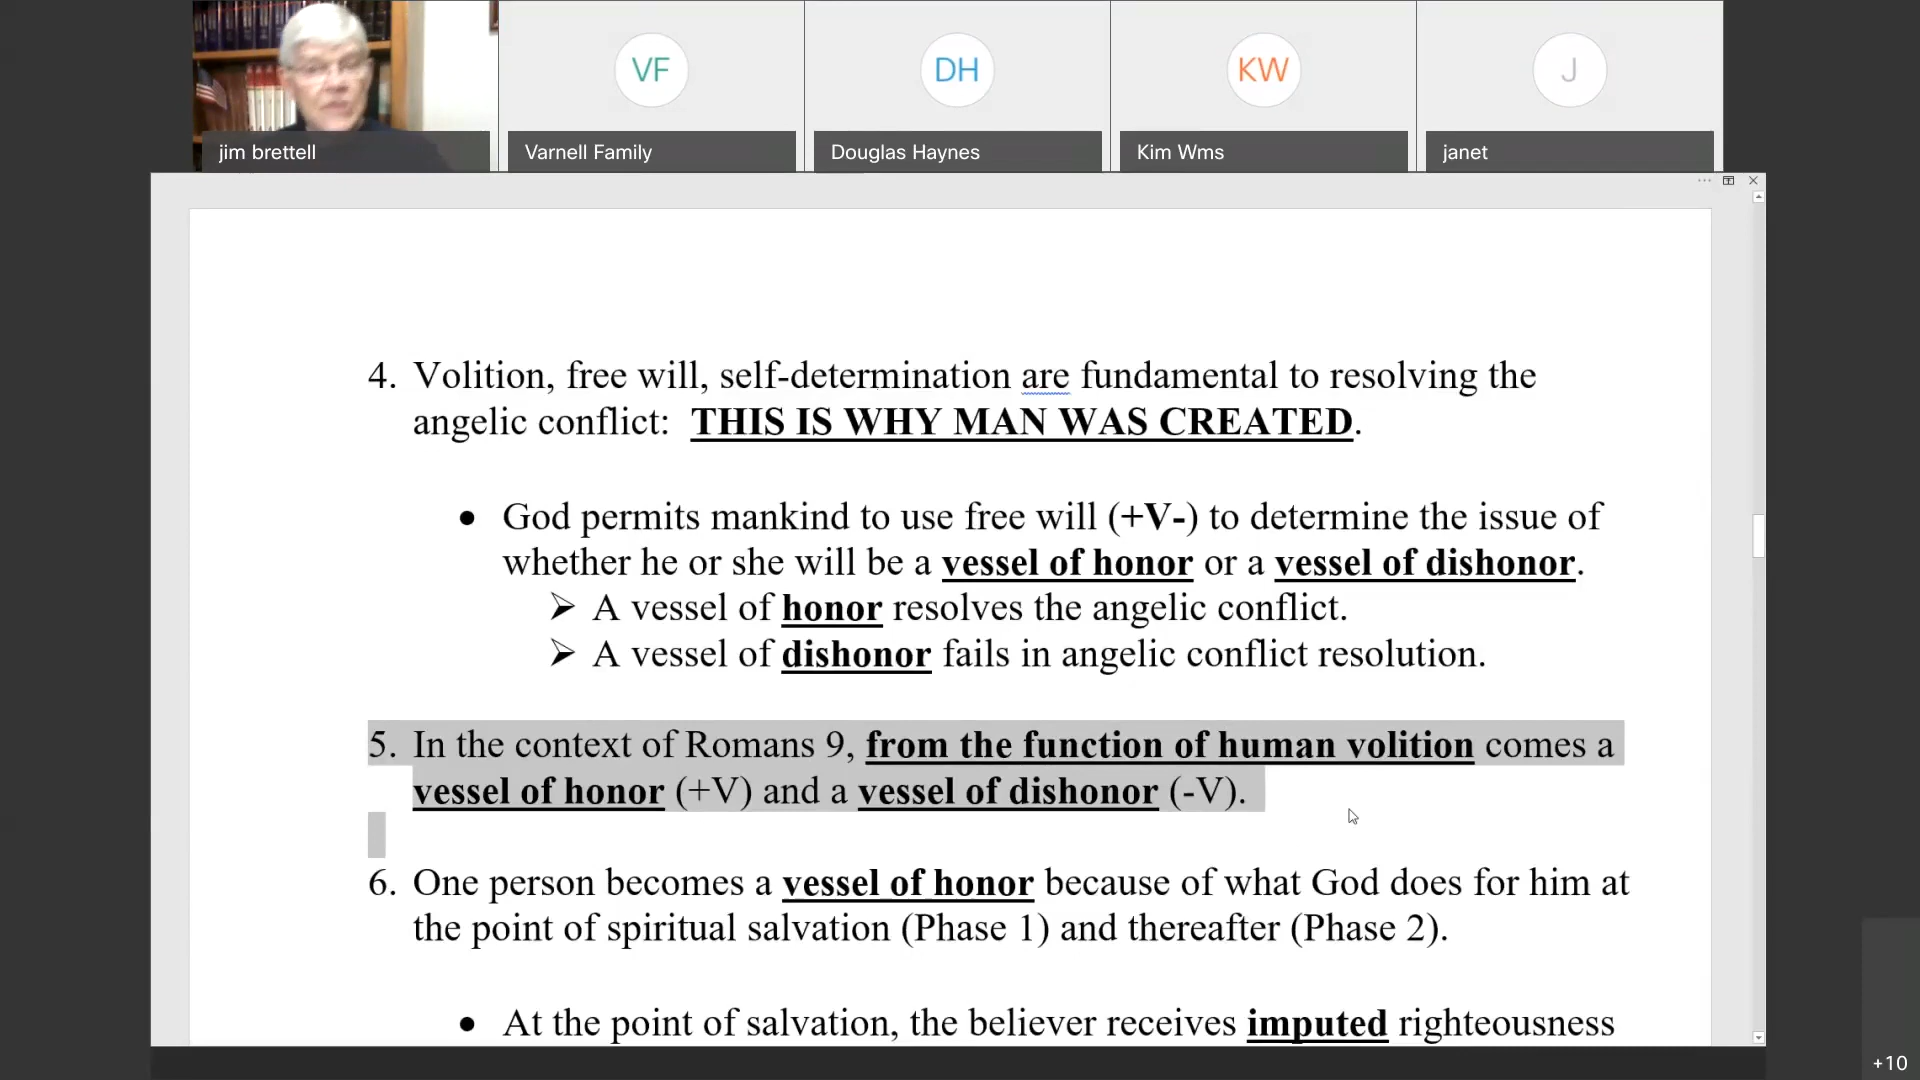 VF
DH
KW
J
jim brettell
Varnell Family
Douglas Haynes
Kim Wms
janet
4. Volition, free will, self-determination are fundamental to resolving the
angelic conflict: THIS IS WHY MAN WAS CREATED.
• God permits mankind to use free will (+V-) to determine the issue of
whether he or she will be a vessel of honor or a vessel of dishonor.
➢ A vessel of honor resolves the angelic conflict.
➢ A vessel of dishonor fails in angelic conflict resolution.
5. In the context of Romans 9, from the function of human volition comes a
vessel of honor (+V) and a vessel of dishonor (-V).
6. One person becomes a vessel of honor because of what God does for him at
the point of spiritual salvation (Phase 1) and thereafter (Phase 2).
• At the point of salvation, the believer receives imputed righteousness
+10